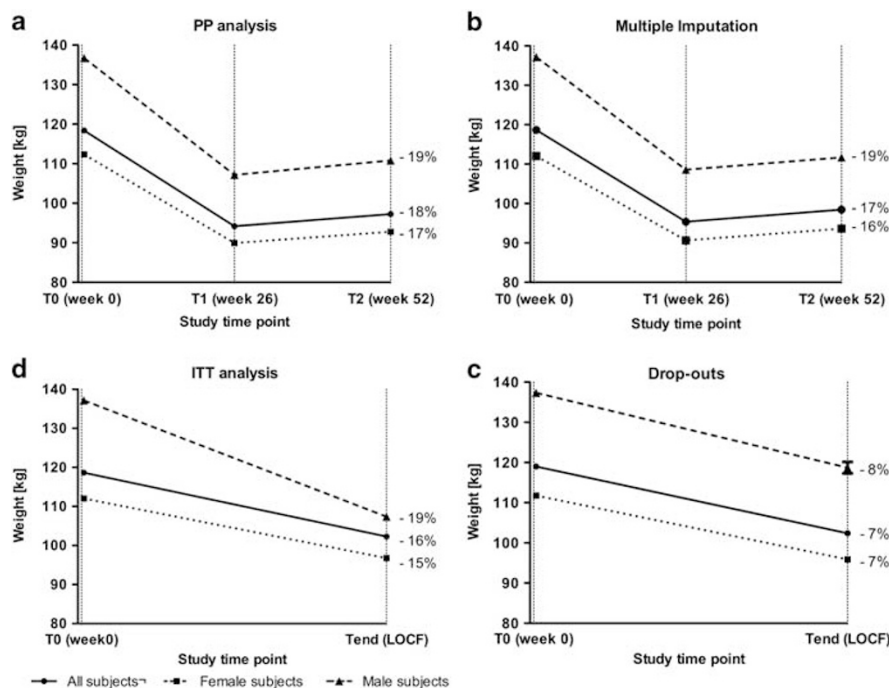 a
PP analysis
Weight [kg]
140
130
120
110
100
90
80
- 19%
- 18%
- 17%
T0 (week 0)
T1 (week 26)
T2 (week 52)
Study time point
b
Multiple Imputation
Weight [kg]
140
130
120
110
100
90
80
- 19%
- 17%
- 16%
T0 (week 0)
T1 (week 26)
T2 (week 52)
Study time point
d
ITT analysis
Weight [kg]
140
130
120
110
100
90
80
- 19%
- 16%
- 15%
T0 (week0)
Tend (LOCF)
Study time point
c
Drop-outs
Weight [kg]
140
130
120
110
100
90
80
- 8%
- 7%
- 7%
T0 (week 0)
Tend (LOCF)
Study time point
All subjects¬ Female subjects Male subjects